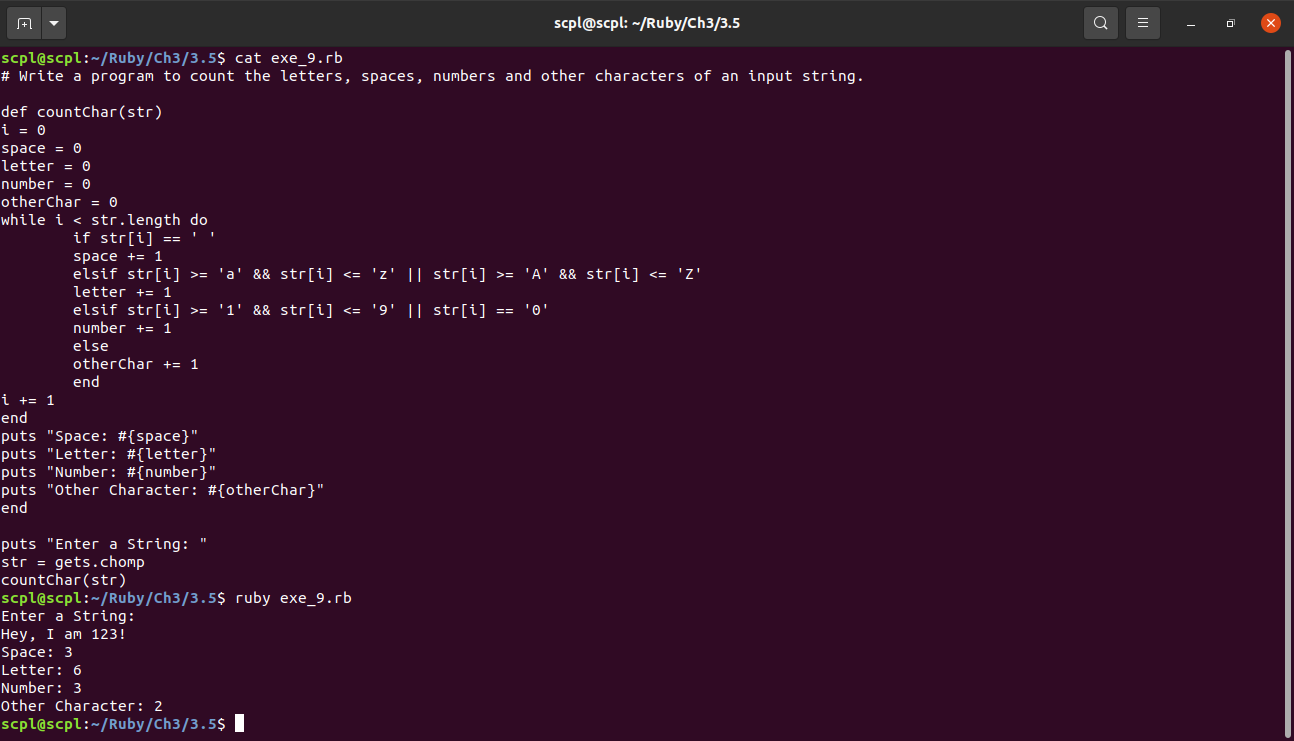 scpl@scpl: ~/Ruby/Ch3/3.5
scpl@scpl:~/Ruby/Ch3/3.5$ cat exe_9.rb
# Write a program to count the letters, spaces, numbers and other characters of an input string.

def countChar(str)
i = 0
space = 0
letter = 0
number = 0
otherChar = 0
while i < str.length do
        if str[i] == ' '
        space += 1
        elsif str[i] >= 'a' && str[i] <= 'z' || str[i] >= 'A' && str[i] <= 'Z'
        letter += 1
        elsif str[i] >= '1' && str[i] <= '9' || str[i] == '0'
        number += 1
        else
        otherChar += 1
        end
i += 1
end
puts "Space: #{space}"
puts "Letter: #{letter}"
puts "Number: #{number}"
puts "Other Character: #{otherChar}"
end

puts "Enter a String: "
str = gets.chomp
countChar(str)
scpl@scpl:~/Ruby/Ch3/3.5$ ruby exe_9.rb
Enter a String:
Hey, I am 123!
Space: 3
Letter: 6
Number: 3
Other Character: 2
scpl@scpl:~/Ruby/Ch3/3.5$